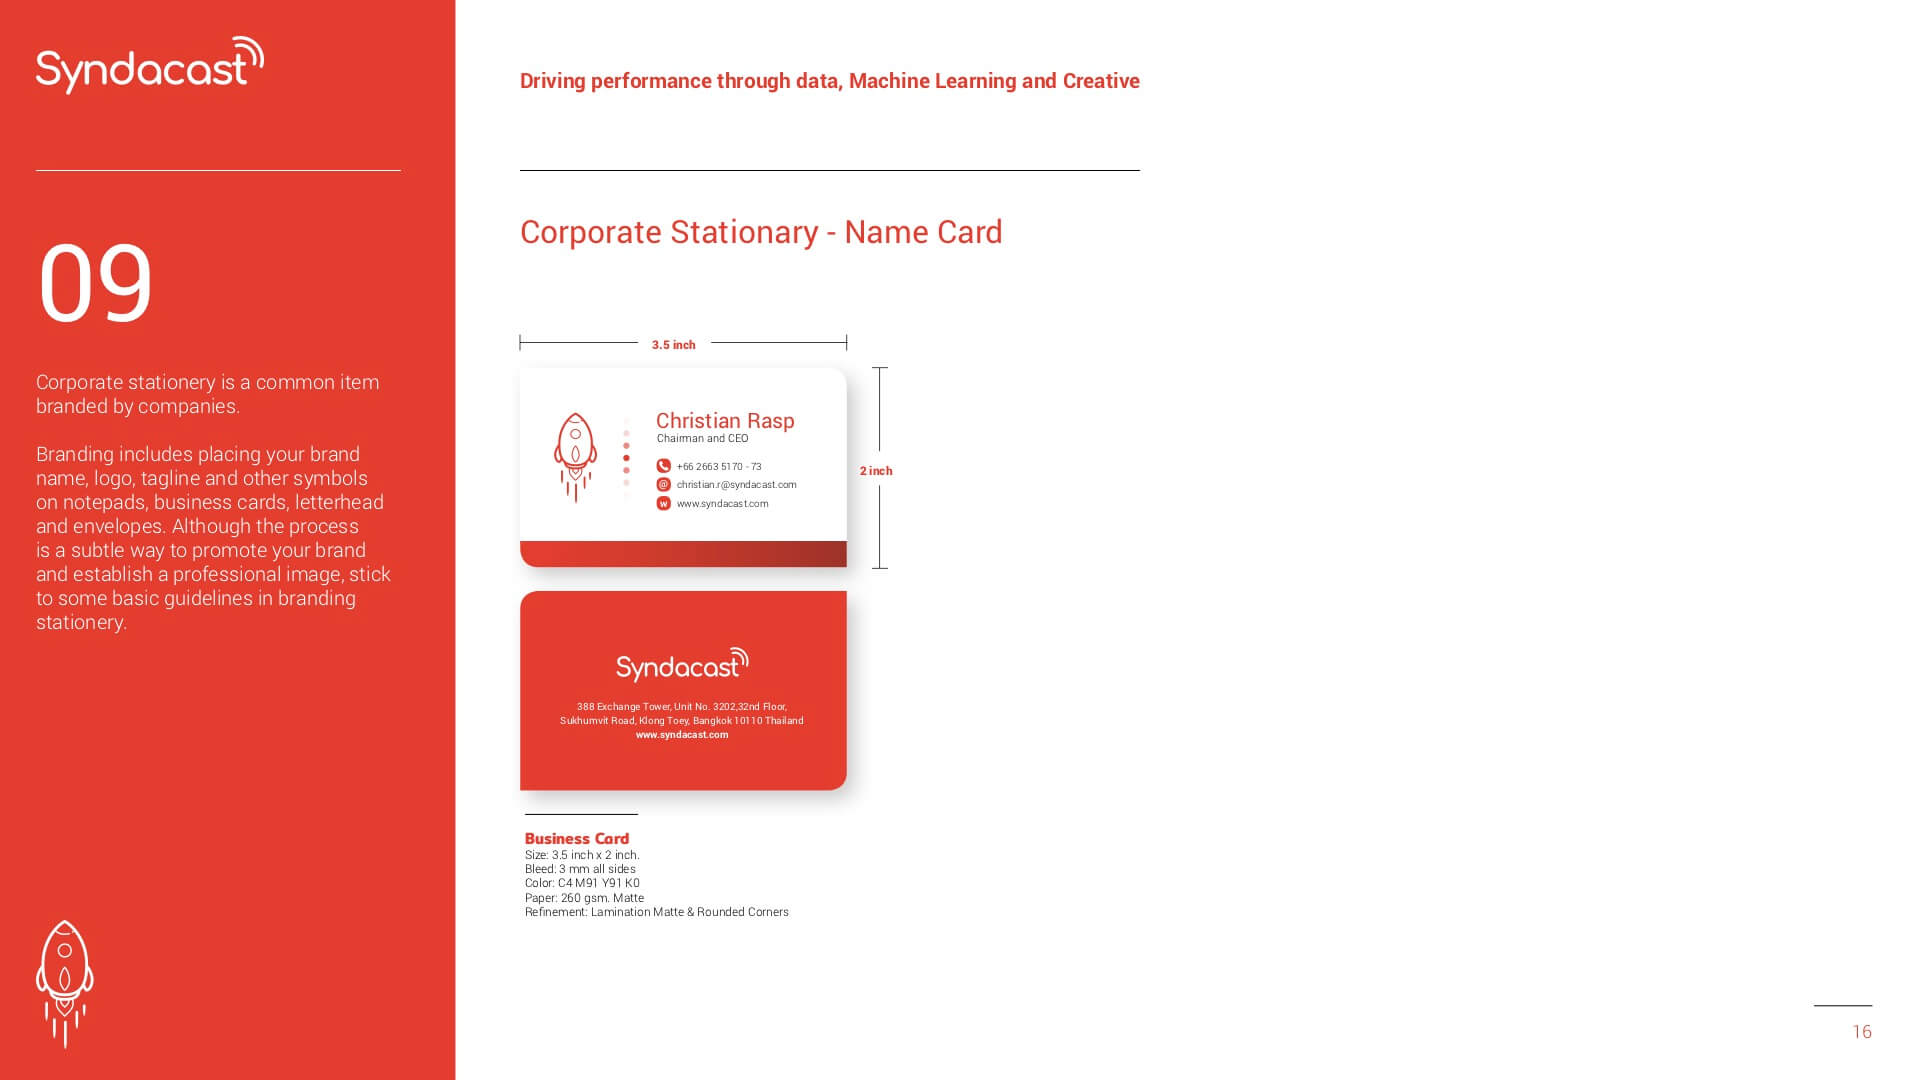 Syndacast
Driving performance through data, Machine Learning and Creative
09
Corporate stationery is a common item
branded by companies.
Branding includes placing your brand
name, logo, tagline and other symbols
on notepads, business cards, letterhead
and envelopes. Although the process
is a subtle way to promote your brand
and establish a professional image, stick
to some basic guidelines in branding
stationery.
Corporate Stationary - Name Card
3.5 inch
2 inch
Christian Rasp
Chairman and CEO
+66 2663 5170 - 73
@ christian.r@syndacast.com
w www.syndacast.com
Syndacast
388 Exchange Tower, Unit No. 3202,32nd Floor,
Sukhumvit Road, Klong Toey, Bangkok 10110 Thailand
www.syndacast.com
Business Card
Size: 3.5 inch x 2 inch.
Bleed: 3 mm all sides
Color: C4 M91 Y91 K0
Paper: 260 gsm. Matte
Refinement: Lamination Matte & Rounded Corners
16